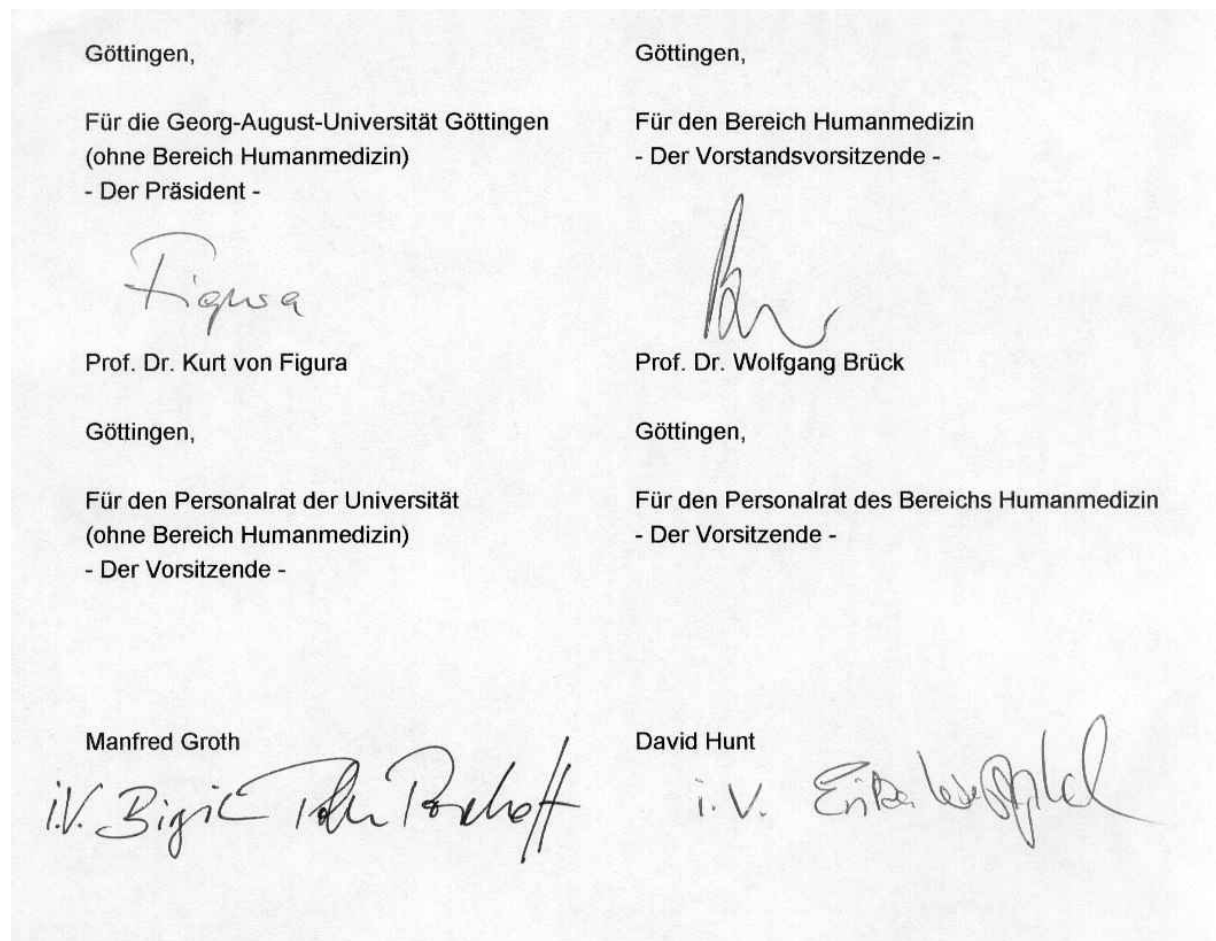 Göttingen,
Für die Georg-August-Universität Göttingen
(ohne Bereich Humanmedizin)
- Der Präsident -
Figura
Prof. Dr. Kurt von Figura
Göttingen,
Für den Bereich Humanmedizin
- Der Vorstandsvorsitzende -
Prof. Dr. Wolfgang Brück
Göttingen,
Für den Personalrat der Universität
(ohne Bereich Humanmedizin)
- Der Vorsitzende -
Manfred Groth
i.V.
Göttingen,
Für den Personalrat des Bereichs Humanmedizin
- Der Vorsitzende -
David Hunt
i.V.